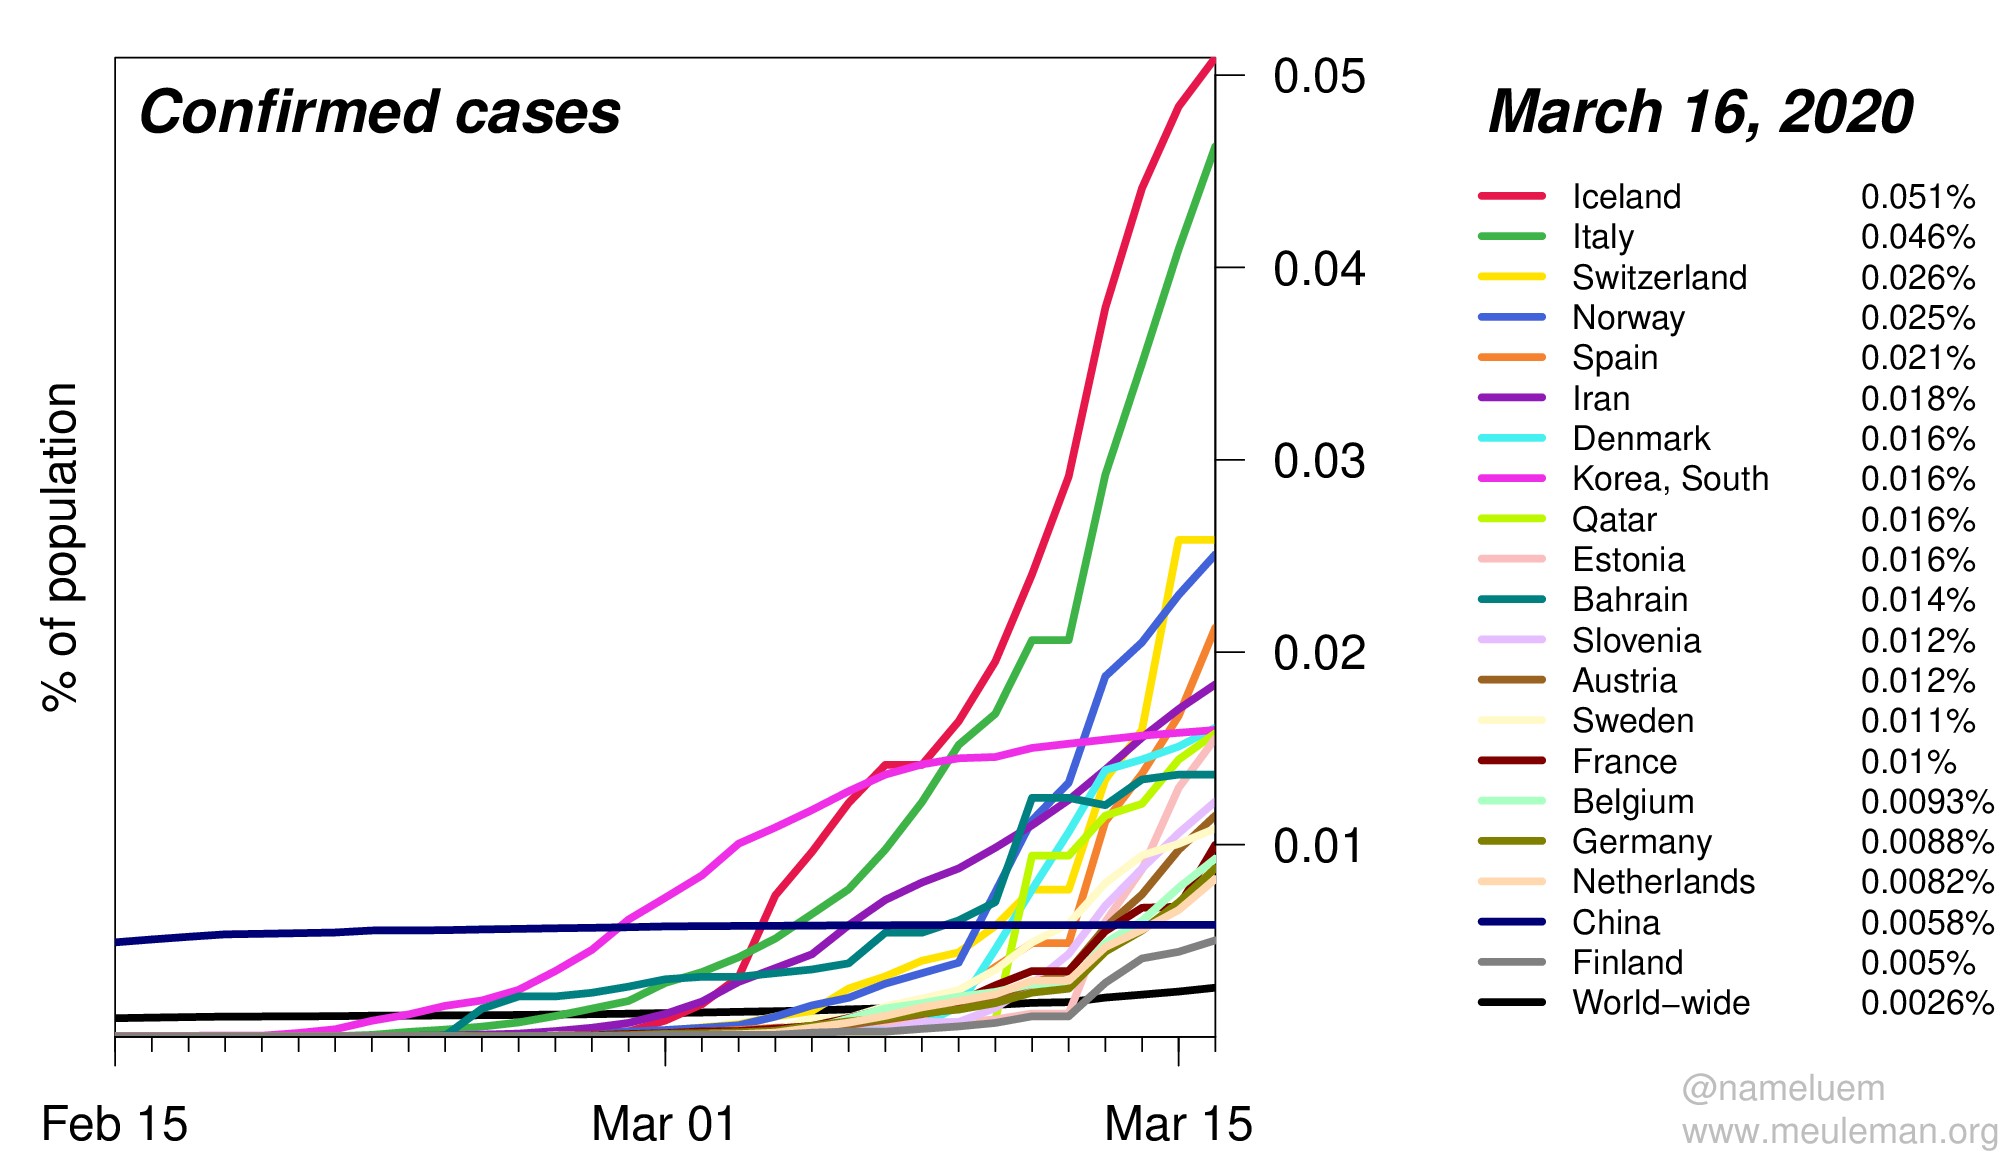 Confirmed cases
March 16, 2020
% of population
0.05
0.04
0.03
0.02
0.01
Feb 15
Mar 01
Mar 15
Iceland 0.051%
Italy 0.046%
Switzerland 0.026%
Norway 0.025%
Spain 0.021%
Iran 0.018%
Denmark 0.016%
Korea, South 0.016%
Qatar 0.016%
Estonia 0.016%
Bahrain 0.014%
Slovenia 0.012%
Austria 0.012%
Sweden 0.011%
France 0.01%
Belgium 0.0093%
Germany 0.0088%
Netherlands 0.0082%
China 0.0058%
Finland 0.005%
World−wide 0.0026%
@nameluem
www.meuleman.org